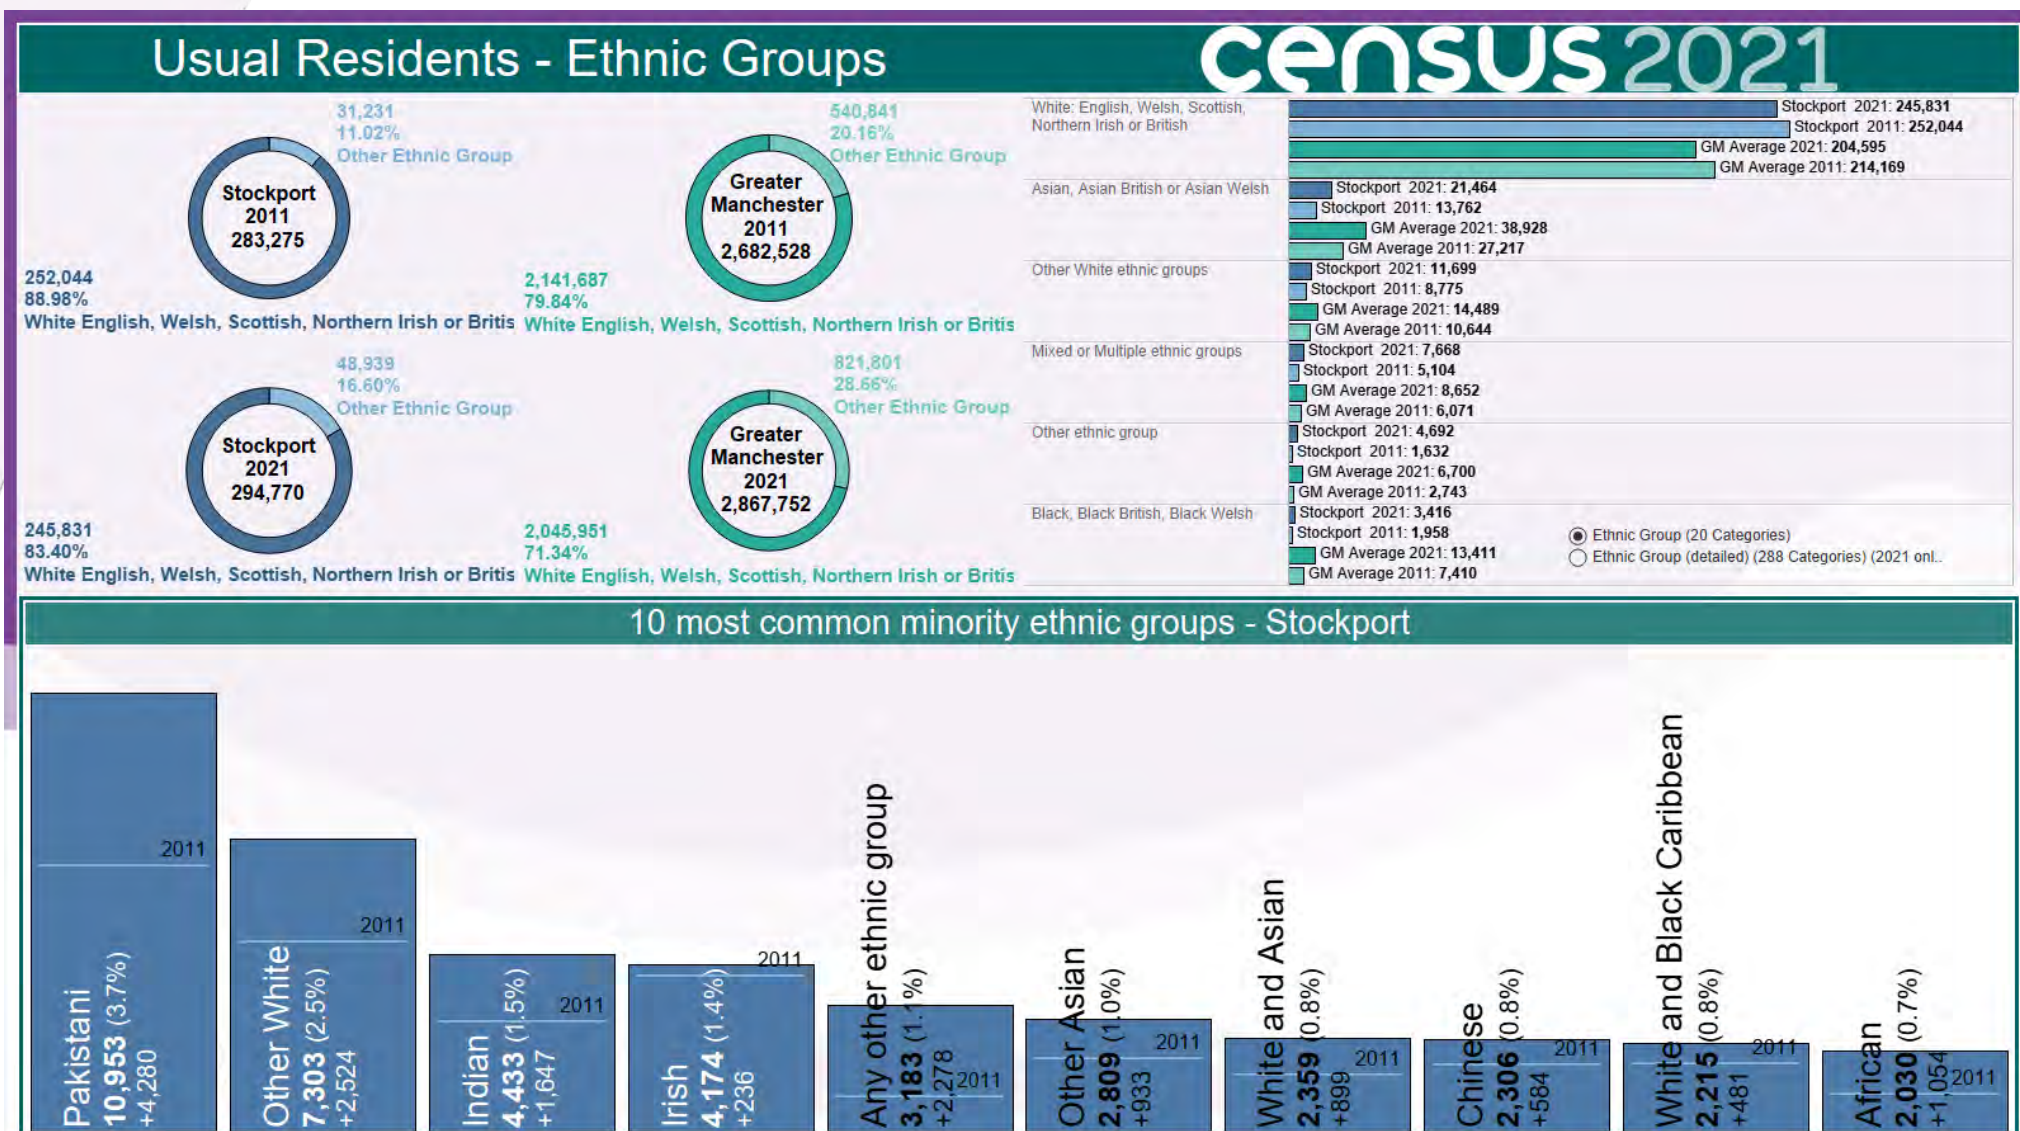 Usual Residents - Ethnic Groups
census 2021
31,231
11.02%
Other Ethnic Group
Stockport
2011
283,275
252,044
88.98%
White English, Welsh, Scottish, Northern Irish or Britis
540,841
20.16%
Other Ethnic Group
Greater
Manchester
2011
2,682,528
2,141,687
79.84%
White English, Welsh, Scottish, Northern Irish or Britis
48,939
16.60%
Other Ethnic Group
Stockport
2021
294,770
245,831
83.40%
White English, Welsh, Scottish, Northern Irish or Britis
821,801
28.66%
Other Ethnic Group
Greater
Manchester
2021
2,867,752
2,045,951
71.34%
White English, Welsh, Scottish, Northern Irish or Britis
White: English, Welsh, Scottish,
Northern Irish or British
Stockport 2021: 245,831
Stockport 2011: 252,044
GM Average 2021: 204,595
GM Average 2011: 214,169
Asian, Asian British or Asian Welsh
Stockport 2021: 21,464
Stockport 2011: 13,762
GM Average 2021: 38,928
GM Average 2011: 27,217
Other White ethnic groups
Stockport 2021: 11,699
Stockport 2011: 8,775
GM Average 2021: 14,489
GM Average 2011: 10,644
Mixed or Multiple ethnic groups
Stockport 2021: 7,668
Stockport 2011: 5,104
GM Average 2021: 8,652
GM Average 2011: 6,071
Other ethnic group
Stockport 2021: 4,692
Stockport 2011: 1,632
GM Average 2021: 6,700
GM Average 2011: 2,743
Black, Black British, Black Welsh
Stockport 2021: 3,416
Stockport 2011: 1,958
GM Average 2021: 13,411
GM Average 2011: 7,410
Ethnic Group (20 Categories)
Ethnic Group (detailed) (288 Categories) (2021 onl..
10 most common minority ethnic groups - Stockport
2011
Pakistani
10,953 (3.7%)
+4,280
2011
Other White
7,303 (2.5%)
+2,524
2011
Indian
4,433 (1.5%)
+1,647
2011
Irish
4,174 (1.4%)
+236
2011
Any other ethnic group
3,183 (1.1%)
+2,278
2011
Other Asian
2,809 (1.0%)
+933
2011
White and Asian
2,359 (0.8%)
+899
2011
Chinese
2,306 (0.8%)
+584
2011
White and Black Caribbean
2,215 (0.8%)
+481
2011
African
2,030 (0.7%)
+1,054